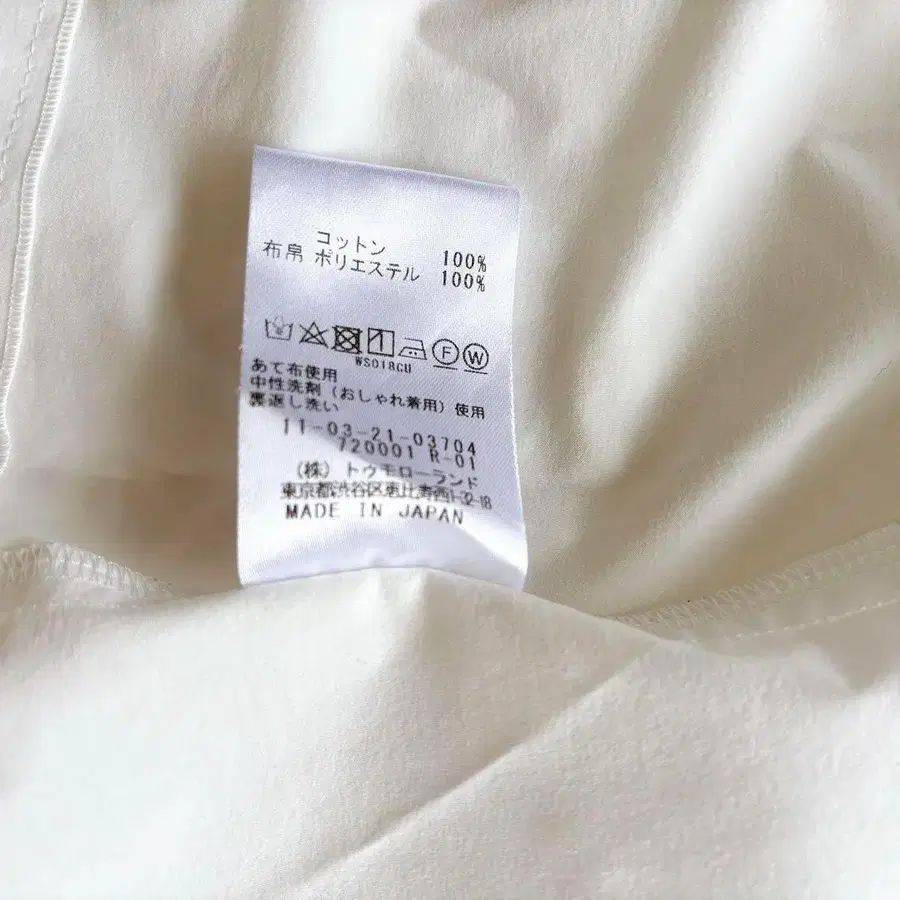 コットン 100%
布帛 ポリエステル 100%
F W
WS018GU
あて布使用
中性洗剤（おしゃれ着用）使用
裏返し洗い
11-03-21-03704
720001 R-01
（株）トゥモローランド
東京都渋谷区恵比寿西1-32-18
MADE IN JAPAN